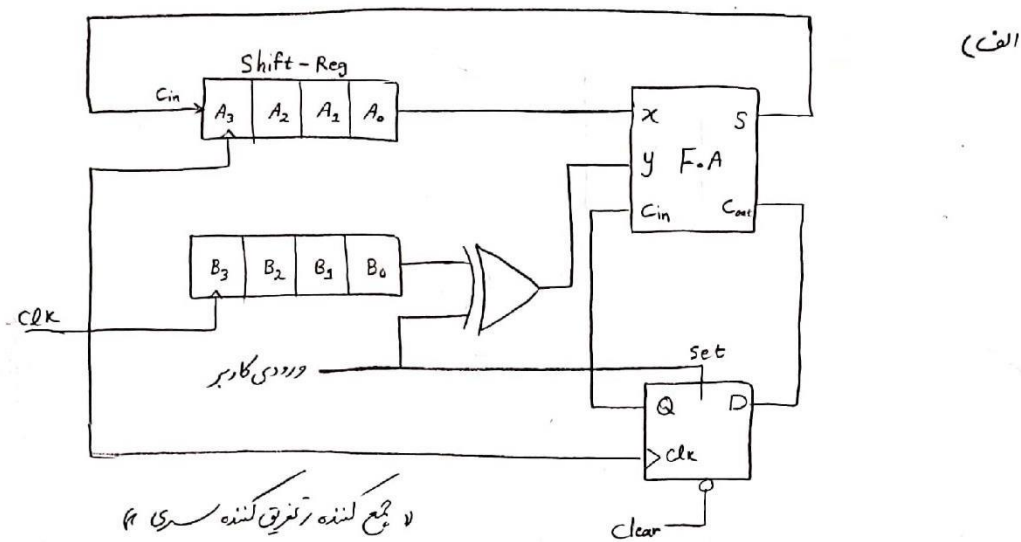 الف)
Shift-Reg
Cin
A3 A2 A1 A0
x S
y F.A
Cin Cout
B3 B2 B1 B0
Clk
ورودی کاربر
set
Q D
Clk
Clear
« جمع کننده / تفریق کننده سری »